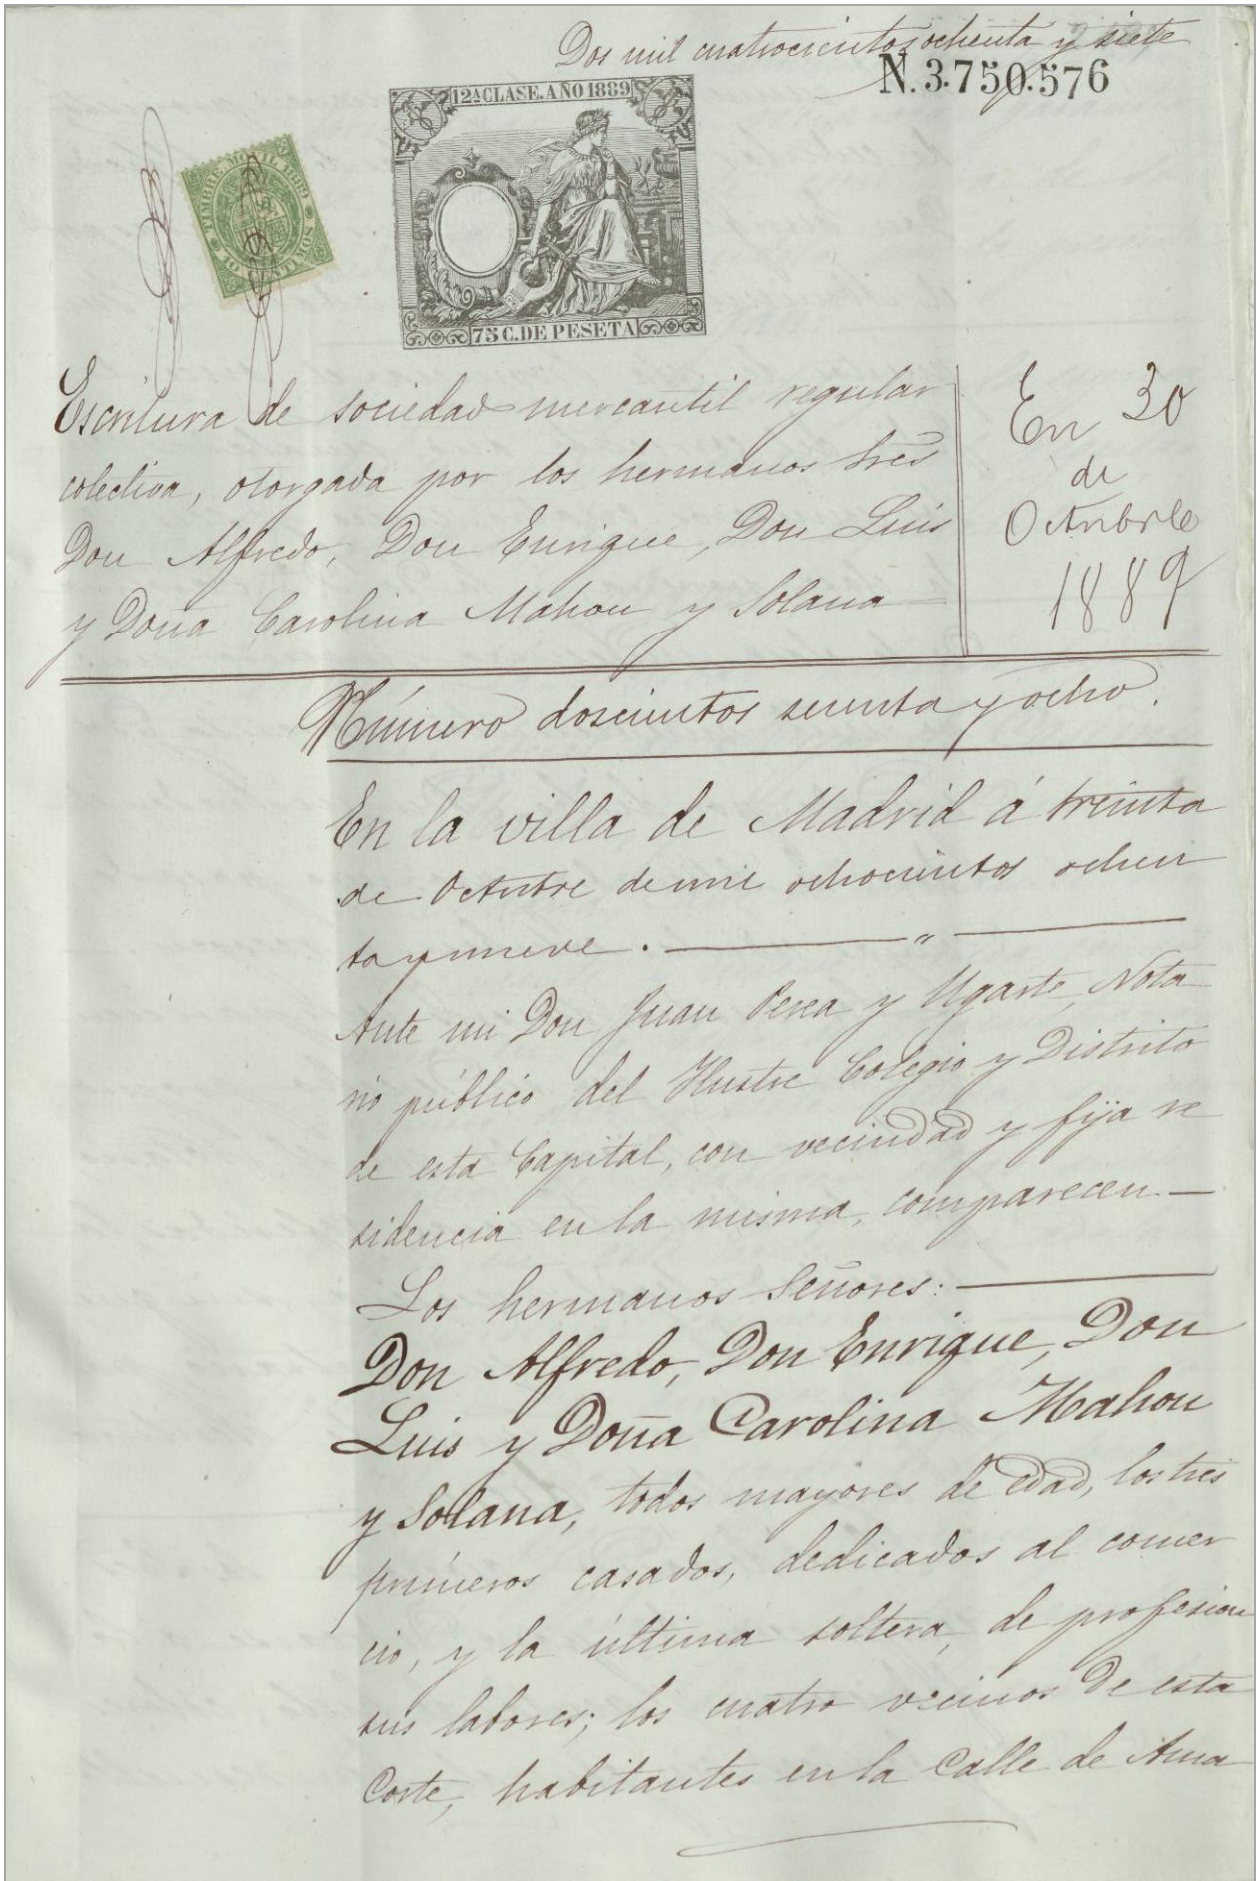 Dos mil cuatrocientos ochenta y siete
N. 3.750.576
12ª CLASE. AÑO 1889
TIMBRE MOVIL 1889
10 CENTIMOS
75 C. DE PESETA
Escritura de sociedad mercantil regular
colectiva, otorgada por los hermanos tres
Don Alfredo, Don Enrique, Don Luis
y Doña Carolina Mahou y Solana
En 30
de
Octubre
1889
Número doscientos sesenta y ocho.
En la villa de Madrid á treinta
de Octubre de mil ochocientos ochen
ta y nueve. — " —
Ante mi Don Juan Perea y Ugarte, Nota
rio público del Ilustre Colegio y Distrito
de esta Capital, con vecindad y fija re
sidencia en la misma, comparecen —
Los hermanos Señores: —
Don Alfredo, Don Enrique, Don
Luis y Doña Carolina Mahou
y Solana, todos mayores de edad, los tres
primeros casados, dedicados al comer
cio, y la última soltera, de profesion
sus labores; los cuatro vecinos de esta
Corte, habitantes en la Calle de Ama